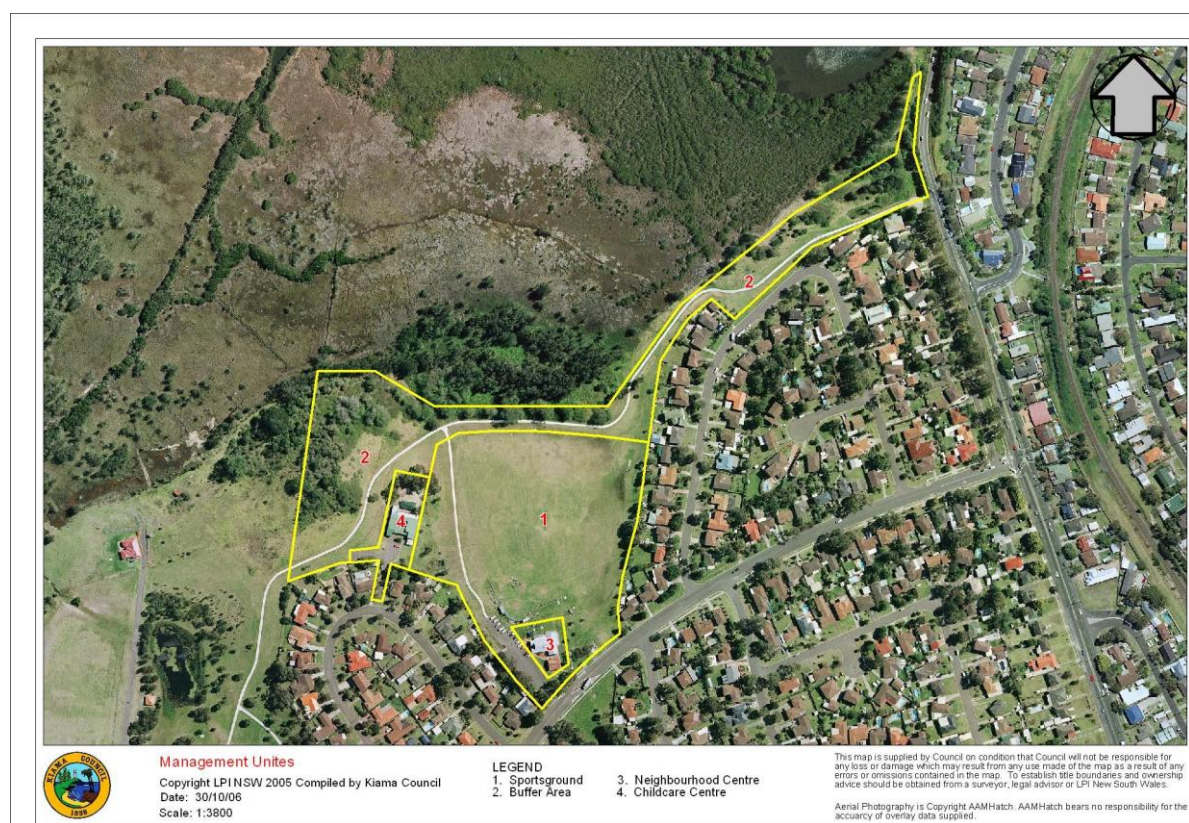 2
2
4
1
3
KIAMA COUNCIL
1859
Management Unites
Copyright LPI NSW 2005 Compiled by Kiama Council
Date: 30/10/06
Scale: 1:3800
LEGEND
1. Sportsground
2. Buffer Area
3. Neighbourhood Centre
4. Childcare Centre
This map is supplied by Council on condition that Council will not be responsible for
any loss or damage which may result from any use made of the map as a result of any
errors or omissions contained in the map. To establish title boundaries and ownership
advice should be obtained from a surveyor, legal advisor or LPI New South Wales.
Aerial Photography is Copyright AAMHatch. AAMHatch bears no responsibility for the
accuarcy of overlay data supplied.